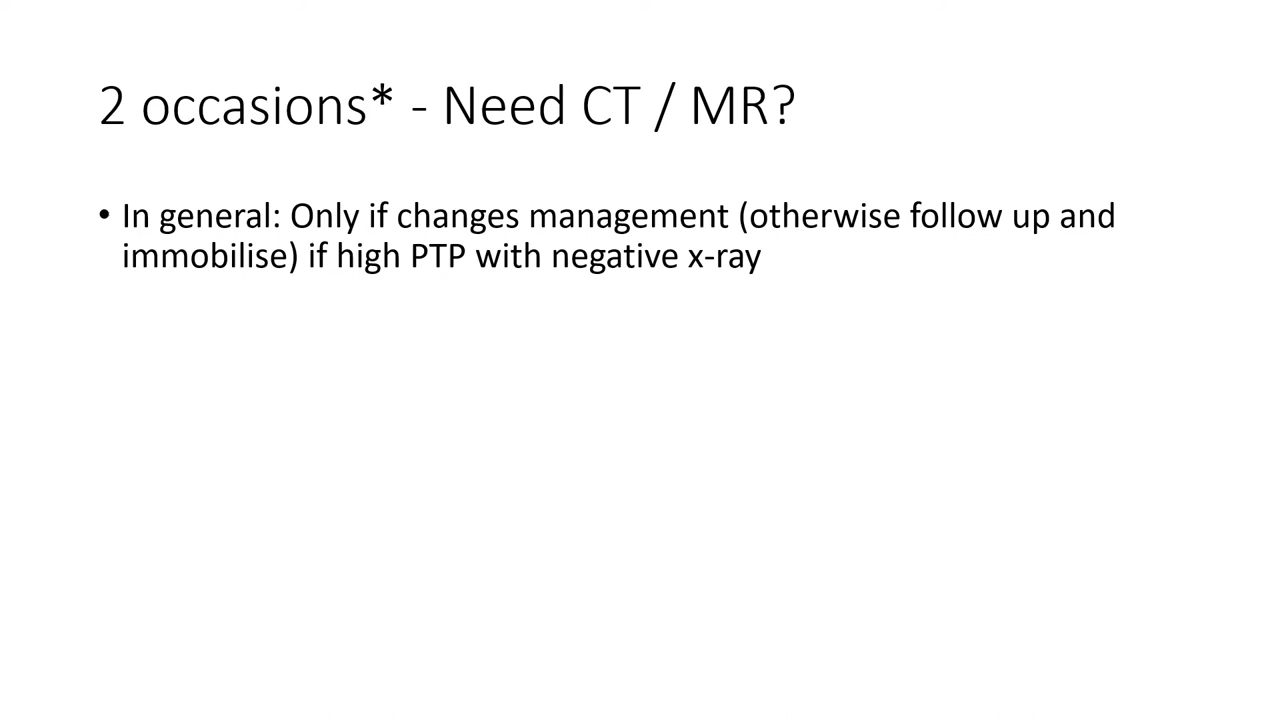 2 occasions* - Need CT / MR?
• In general: Only if changes management (otherwise follow up and
immobilise) if high PTP with negative x-ray